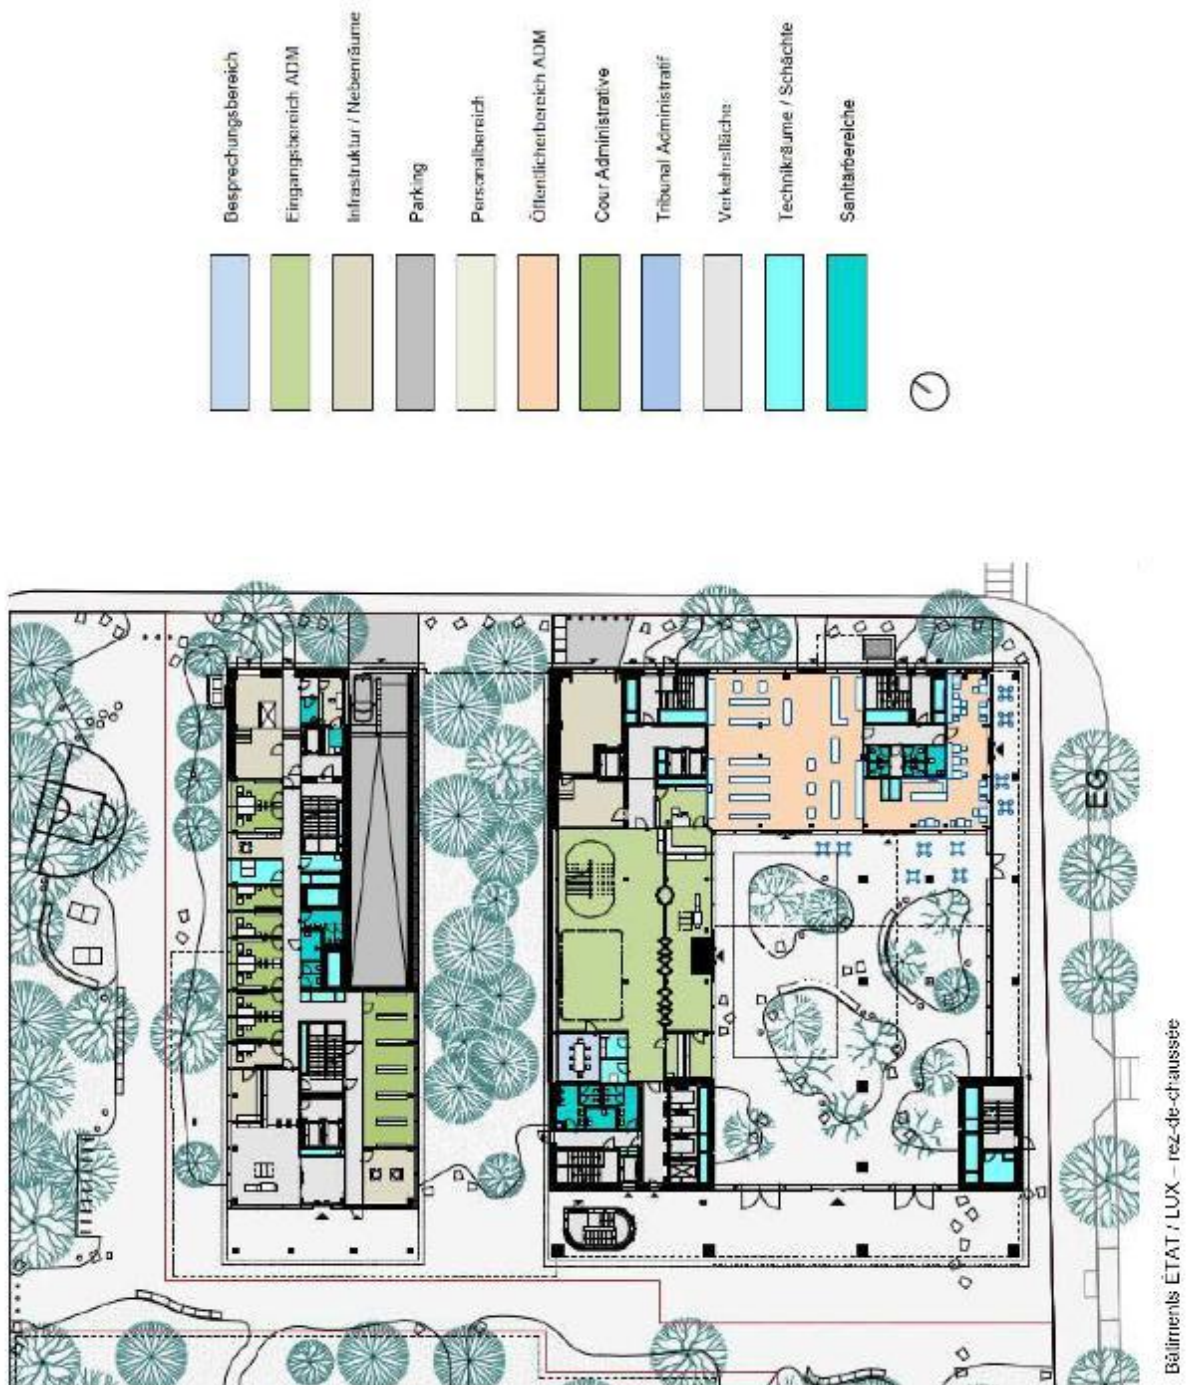 Besprechungsbereich
Eingangsbereich ADM
Infrastruktur / Nebenräume
Parking
Personalbereich
Öffentlicherbereich ADM
Cour Administrative
Tribunal Administratif
Verkehrsfläche
Technikräume / Schächte
Sanitärbereiche
EG
Bâtiments ÉTAT / LUX – rez-de-chaussée